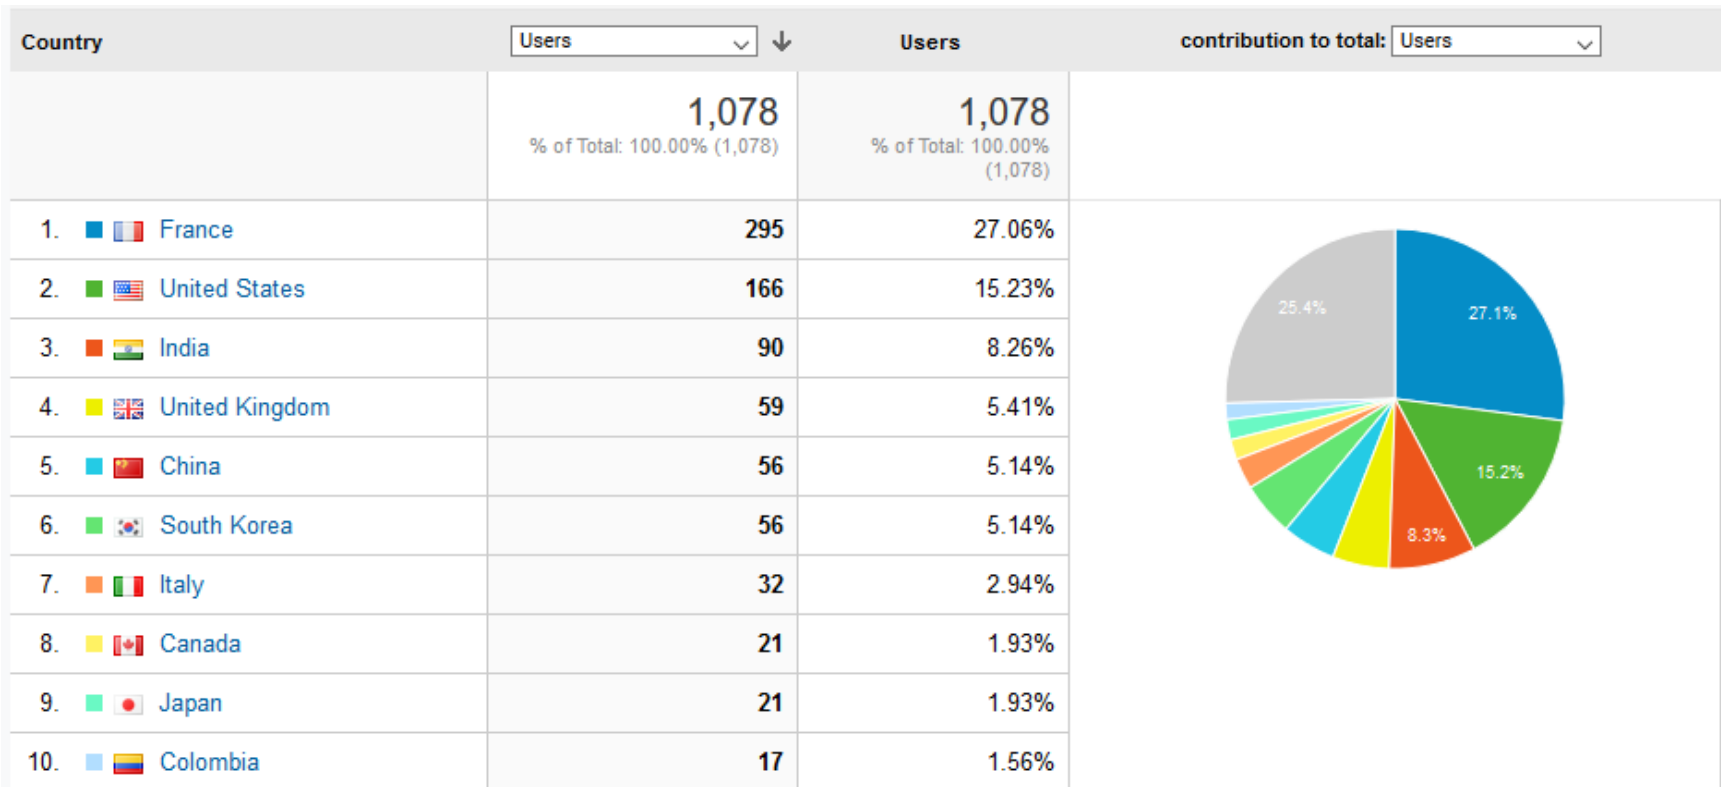 Country Users Users contribution to total: Users
1,078 1,078
% of Total: 100.00% (1,078) % of Total: 100.00%
(1,078)
1. France 295 27.06%
2. United States 166 15.23%
3. India 90 8.26%
4. United Kingdom 59 5.41%
5. China 56 5.14%
6. South Korea 56 5.14%
7. Italy 32 2.94%
8. Canada 21 1.93%
9. Japan 21 1.93%
10. Colombia 17 1.56%
25.4%
27.1%
15.2%
8.3%